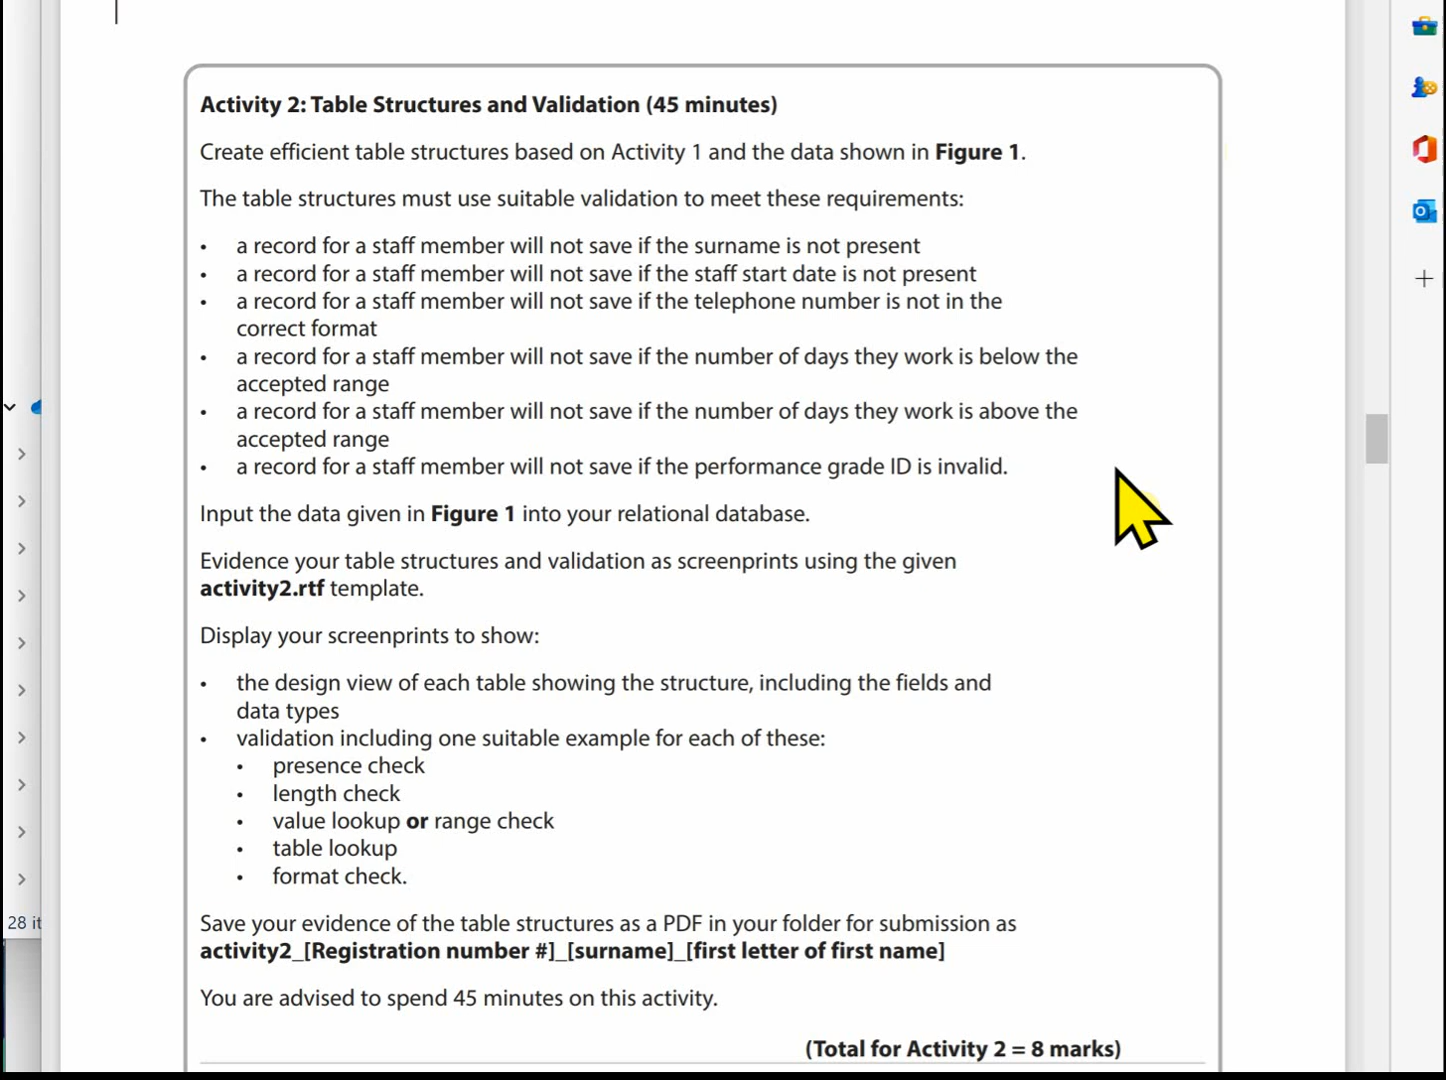 Activity 2: Table Structures and Validation (45 minutes)
Create efficient table structures based on Activity 1 and the data shown in Figure 1.
The table structures must use suitable validation to meet these requirements:
• a record for a staff member will not save if the surname is not present
• a record for a staff member will not save if the staff start date is not present
• a record for a staff member will not save if the telephone number is not in the
correct format
• a record for a staff member will not save if the number of days they work is below the
accepted range
• a record for a staff member will not save if the number of days they work is above the
accepted range
• a record for a staff member will not save if the performance grade ID is invalid.
Input the data given in Figure 1 into your relational database.
Evidence your table structures and validation as screenprints using the given
activity2.rtf template.
Display your screenprints to show:
• the design view of each table showing the structure, including the fields and
data types
• validation including one suitable example for each of these:
• presence check
• length check
• value lookup or range check
• table lookup
• format check.
28 it
Save your evidence of the table structures as a PDF in your folder for submission as
activity2_[Registration number #]_[surname]_[first letter of first name]
You are advised to spend 45 minutes on this activity.
(Total for Activity 2 = 8 marks)